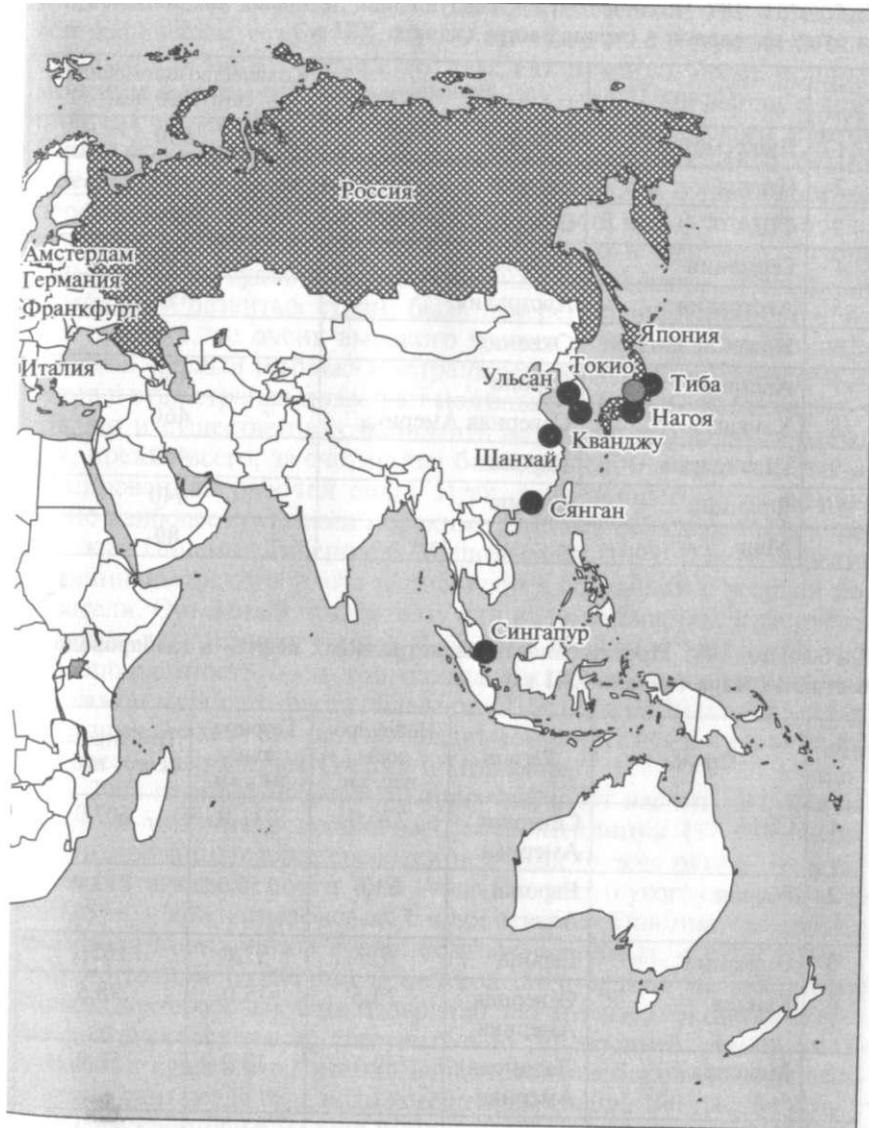 Россия
Амстердам
Германия
Франкфурт
Италия
Япония
Токио
Ульсан
Тиба
Нагоя
Кванджу
Шанхай
Сянган
Сингапур